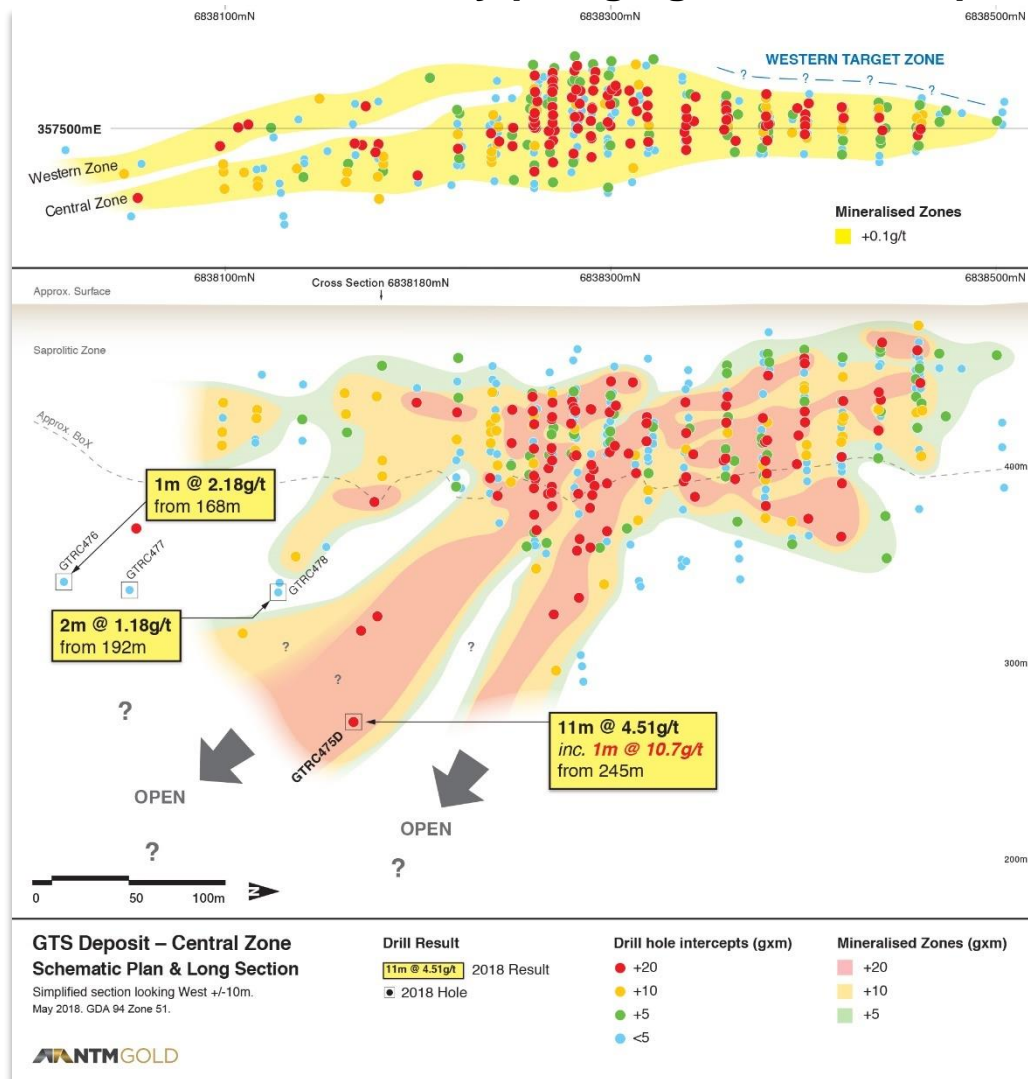 6838100mN 6838300mN 6838500mN
WESTERN TARGET ZONE
? ? ? ?
357500mE
Western Zone
Central Zone
Mineralised Zones
+0.1g/t
6838100mN 6838300mN 6838500mN
Cross Section 6838180mN
Approx. Surface
Saprolitic Zone
Approx. BoX
400m
1m @ 2.18g/t
from 168m
GTRC476
GTRC477
GTRC478
2m @ 1.18g/t
from 192m
300m
? ?
?
?
GTRC475D
11m @ 4.51g/t
inc. 1m @ 10.7g/t
from 245m
OPEN
OPEN
?
?
200m
0 50 100m
N
GTS Deposit – Central Zone
Schematic Plan & Long Section
Simplified section looking West +/-10m.
May 2018. GDA 94 Zone 51.
Drill Result
11m @ 4.51g/t 2018 Result
2018 Hole
Drill hole intercepts (gxm)
+20
+10
+5
<5
Mineralised Zones (gxm)
+20
+10
+5
NTMGOLD